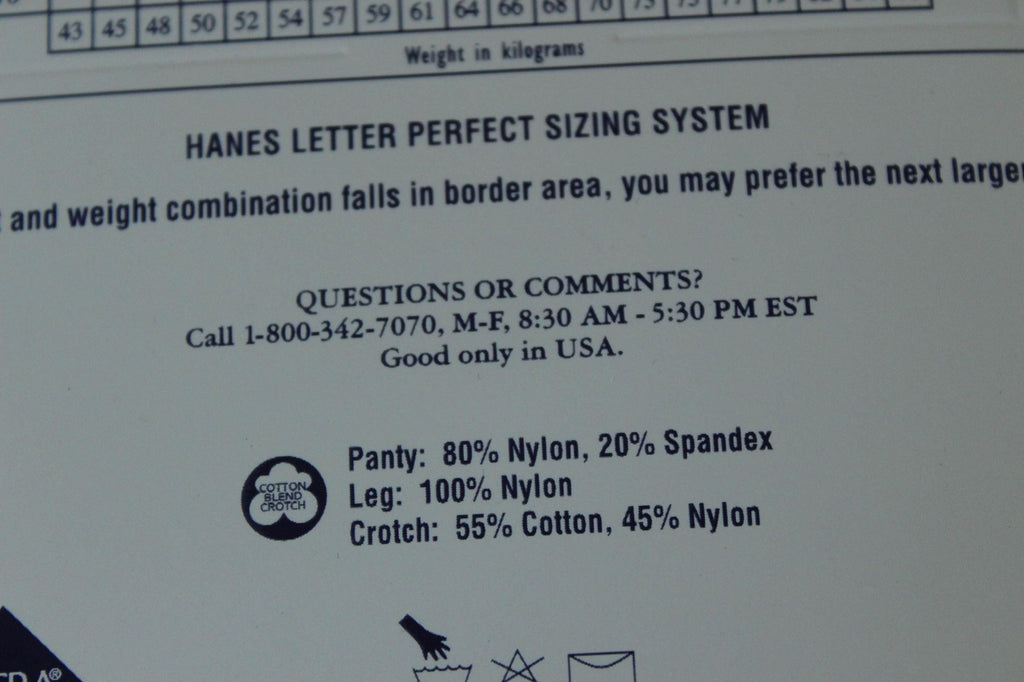 43 45 48 50 52 54 57 59 61 64 66 68 70
Weight in kilograms
HANES LETTER PERFECT SIZING SYSTEM
and weight combination falls in border area, you may prefer the next larger
QUESTIONS OR COMMENTS?
Call 1-800-342-7070, M-F, 8:30 AM - 5:30 PM EST
Good only in USA.
COTTON
BLEND
CROTCH
Panty: 80% Nylon, 20% Spandex
Leg: 100% Nylon
Crotch: 55% Cotton, 45% Nylon